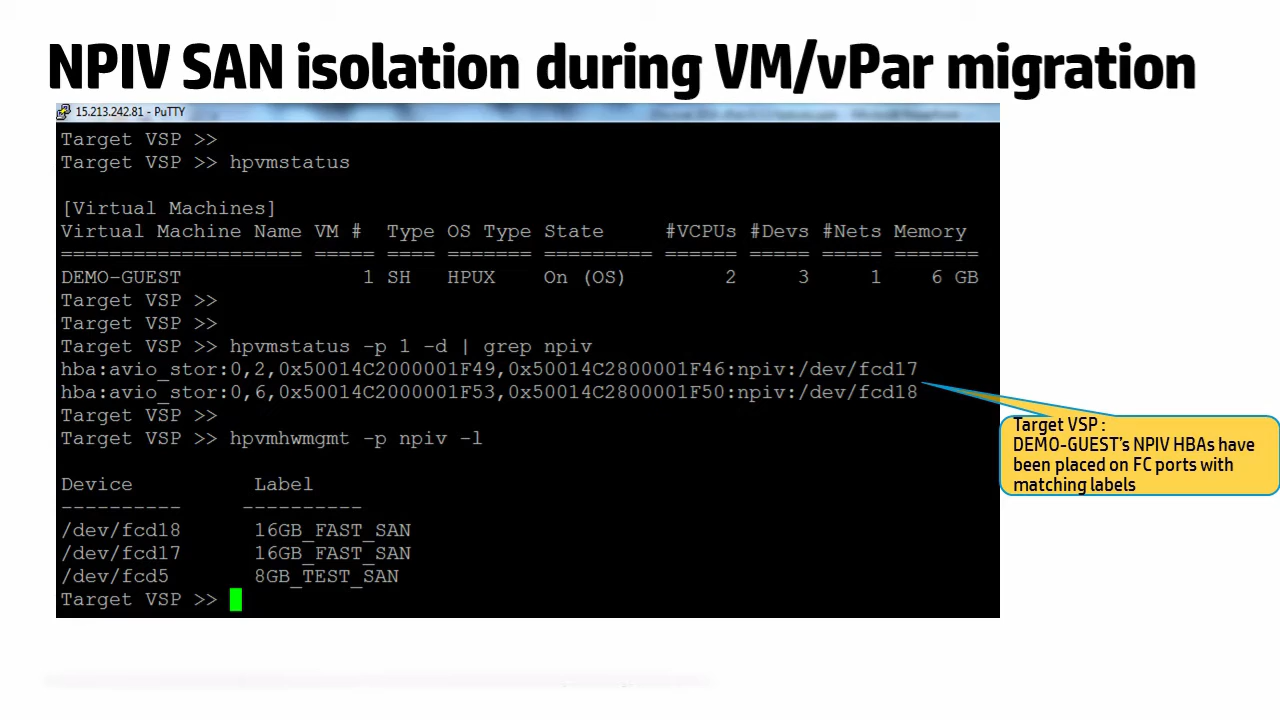 NPIV SAN isolation during VM/vPar migration
15.213.242.81 - PuTTY
Target VSP >>
Target VSP >> hpvmstatus
[Virtual Machines]
Virtual Machine Name VM #  Type OS Type State     #VCPUs #Devs #Nets Memory
==================== ===== ==== ======= ========= ====== ===== ===== =======
DEMO-GUEST               1 SH   HPUX    On (OS)        2     3     1    6 GB
Target VSP >>
Target VSP >>
Target VSP >> hpvmstatus -p 1 -d | grep npiv
hba:avio_stor:0,2,0x50014C2000001F49,0x50014C2800001F46:npiv:/dev/fcd17
hba:avio_stor:0,6,0x50014C2000001F53,0x50014C2800001F50:npiv:/dev/fcd18
Target VSP >>
Target VSP >> hpvmhwmgmt -p npiv -l
Device          Label
----------     ----------
/dev/fcd18      16GB_FAST_SAN
/dev/fcd17      16GB_FAST_SAN
/dev/fcd5       8GB_TEST_SAN
Target VSP >>
Target VSP :
DEMO-GUEST's NPIV HBAs have
been placed on FC ports with
matching labels